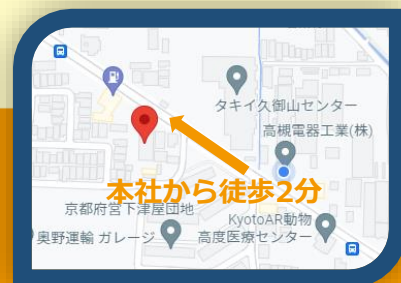 タキイ久御山センター
高槻電器工業(株)
本社から徒歩2分
京都府営下津屋団地
KyotoAR動物
高度医療センター
奥野運輸 ガレージ